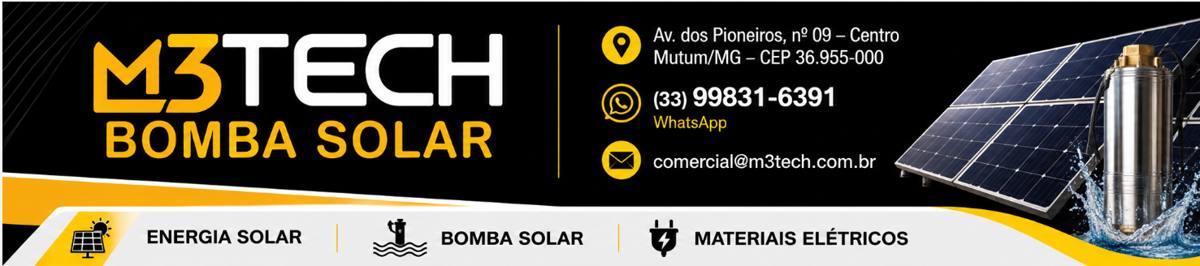 M3TECH
BOMBA SOLAR
Av. dos Pioneiros, nº 09 – Centro
Mutum/MG – CEP 36.955-000
(33) 99831-6391
WhatsApp
comercial@m3tech.com.br
ENERGIA SOLAR
BOMBA SOLAR
MATERIAIS ELÉTRICOS